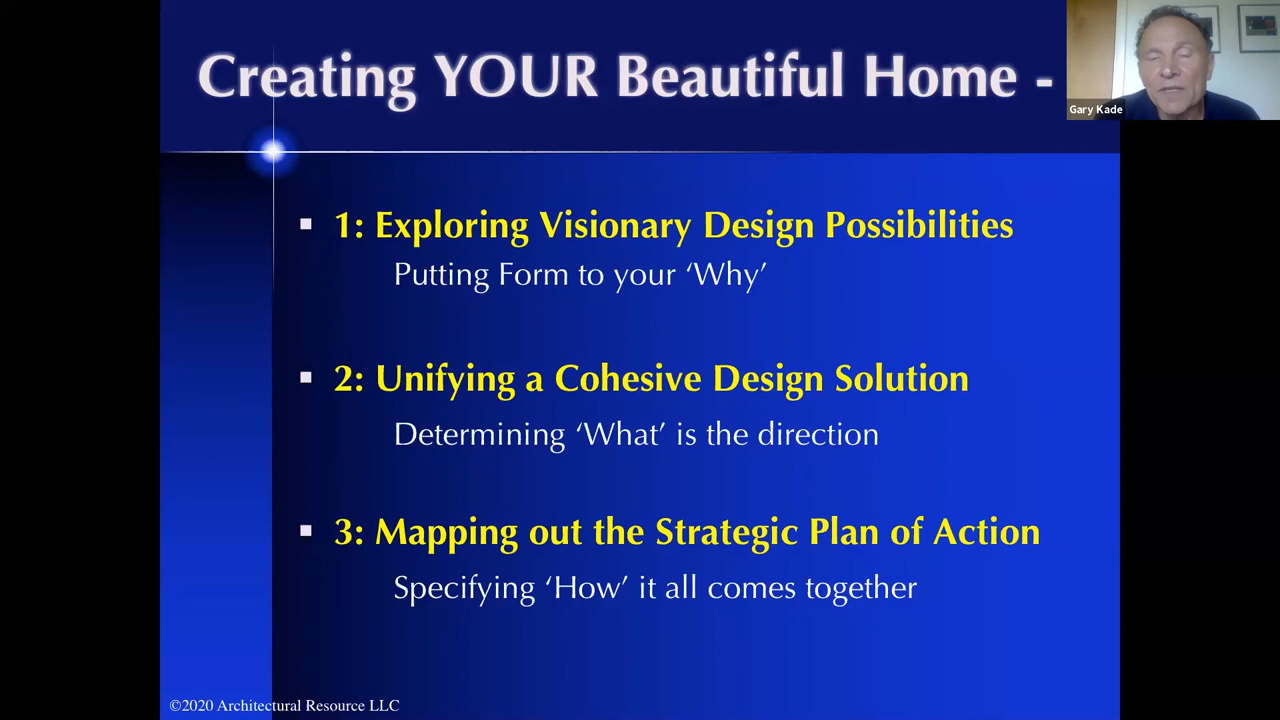 Creating YOUR Beautiful Home -
Gary Kade
▪ 1: Exploring Visionary Design Possibilities
Putting Form to your ‘Why’
▪ 2: Unifying a Cohesive Design Solution
Determining ‘What’ is the direction
▪ 3: Mapping out the Strategic Plan of Action
Specifying ‘How’ it all comes together
©2020 Architectural Resource LLC